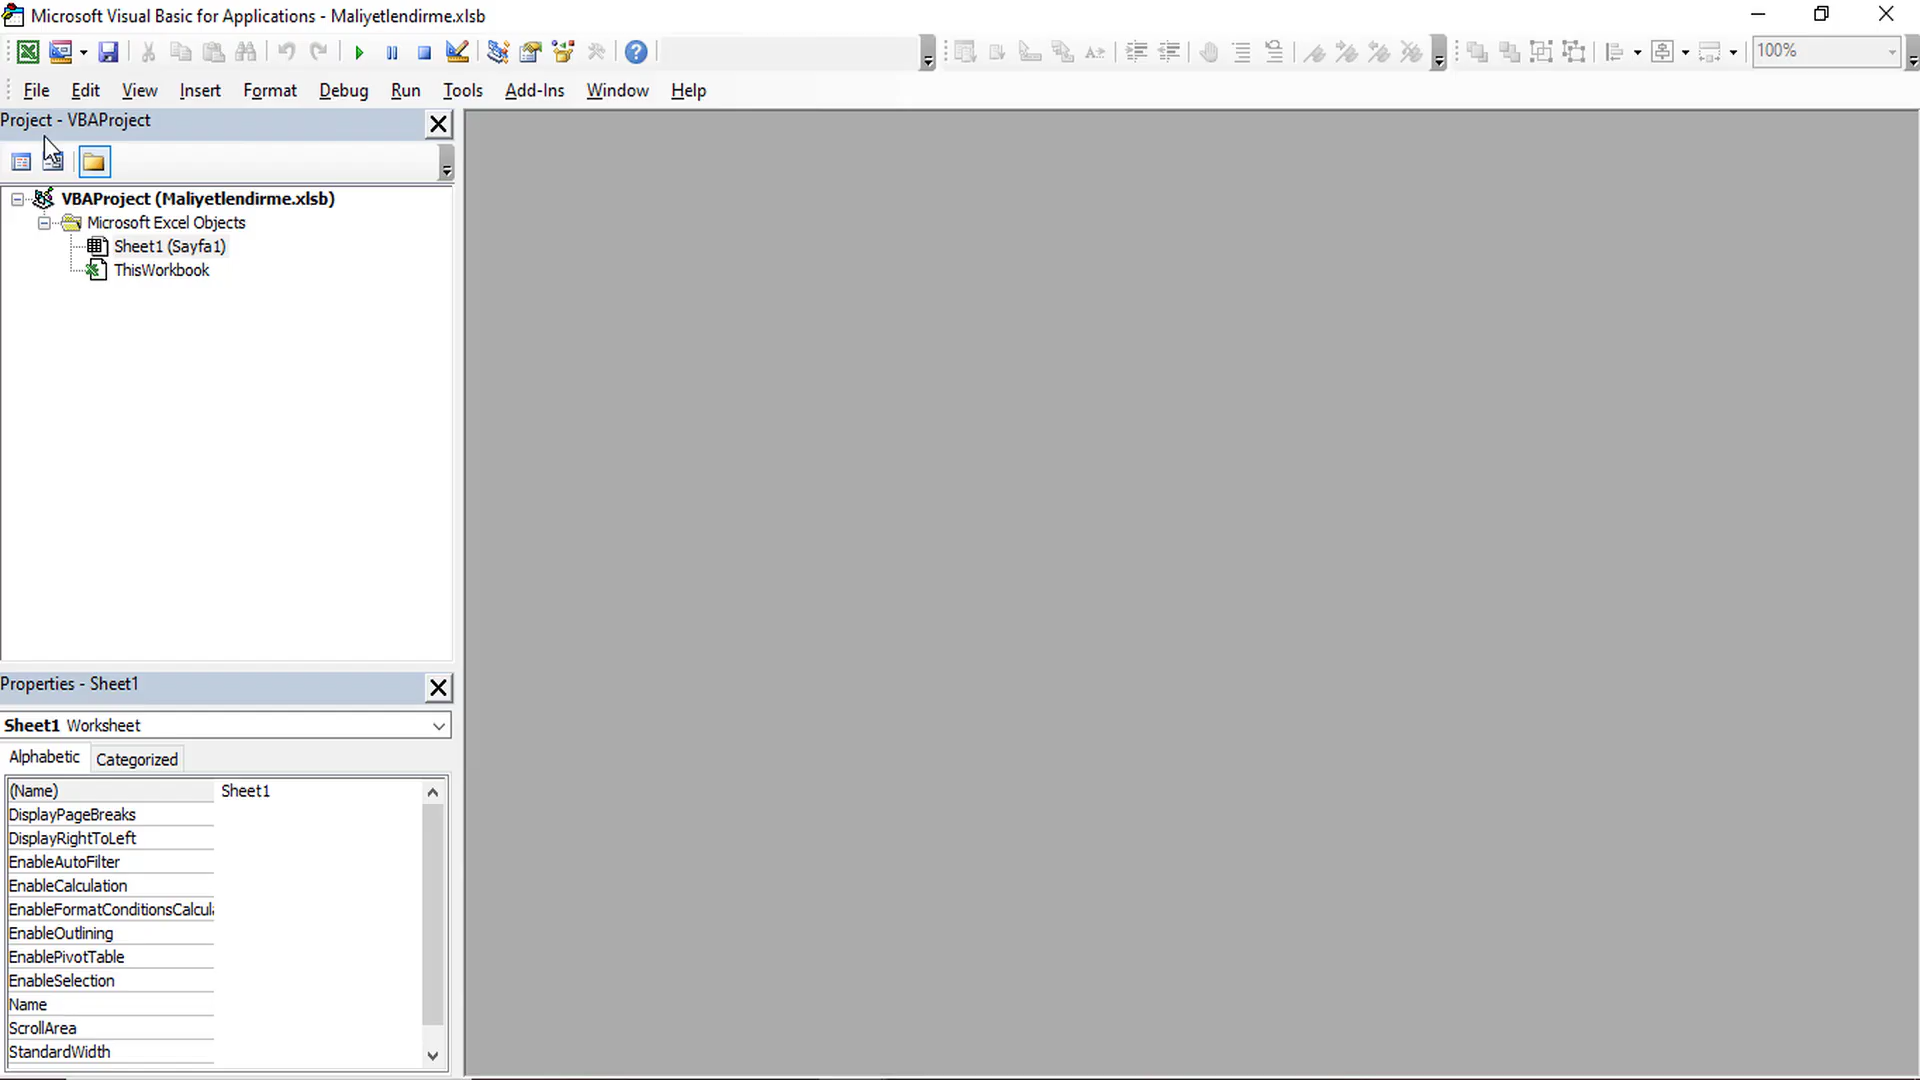 Microsoft Visual Basic for Applications - Maliyetlendirme.xlsb
100%
File Edit View Insert Format Debug Run Tools Add-Ins Window Help
Project - VBAProject
VBAProject (Maliyetlendirme.xlsb)
Microsoft Excel Objects
Sheet1 (Sayfa1)
ThisWorkbook
Properties - Sheet1
Sheet1 Worksheet
Alphabetic Categorized
(Name) Sheet1
DisplayPageBreaks
DisplayRightToLeft
EnableAutoFilter
EnableCalculation
EnableFormatConditionsCalcul
EnableOutlining
EnablePivotTable
EnableSelection
Name
ScrollArea
StandardWidth